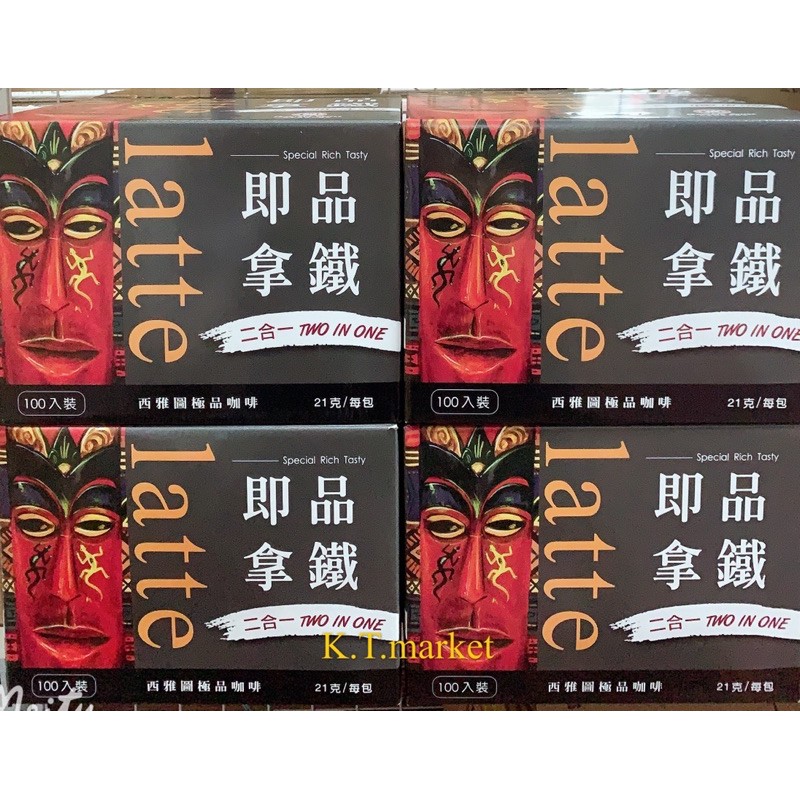 latte
Special Rich Tasty
即品
拿鐵
二合一 TWO IN ONE
100入裝
西雅圖極品咖啡
21克/每包
latte
Special Rich Tasty
即品
拿鐵
二合一 TWO IN ONE
100入裝
西雅圖極品咖啡
21克/每包
latte
Special Rich Tasty
即品
拿鐵
二合一 TWO IN ONE
100入裝
西雅圖極品咖啡
21克/每包
latte
Special Rich Tasty
即品
拿鐵
二合一 TWO IN ONE
100入裝
西雅圖極品咖啡
21克/每包
K.T.market